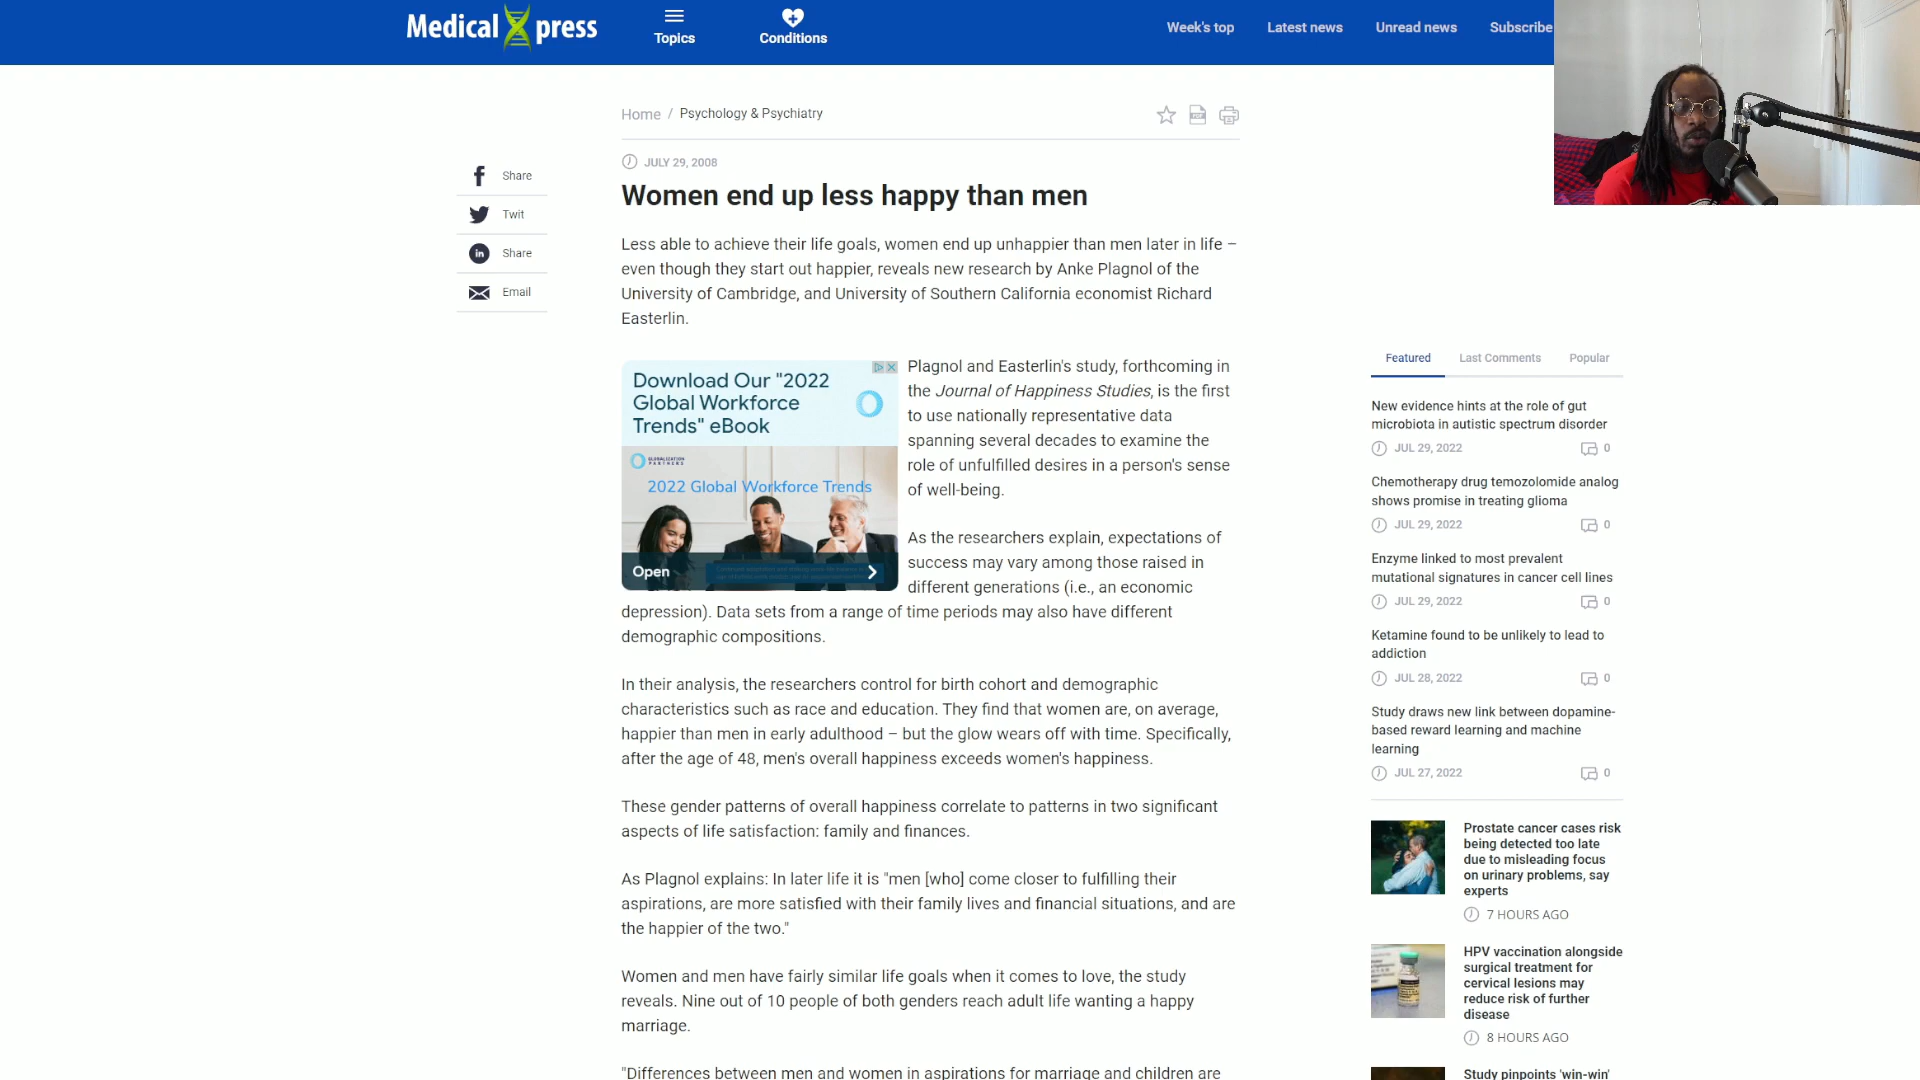 Medical Xpress
Topics
Conditions
Week's top
Latest news
Unread news
Subscribe
Home / Psychology & Psychiatry
JULY 29, 2008
Women end up less happy than men
Share
Twit
Share
Email
Less able to achieve their life goals, women end up unhappier than men later in life –
even though they start out happier, reveals new research by Anke Plagnol of the
University of Cambridge, and University of Southern California economist Richard
Easterlin.
Download Our "2022
Global Workforce
Trends" eBook
GLOBALIZATION
PARTNERS
2022 Global Workforce Trends
Open
Plagnol and Easterlin's study, forthcoming in
the Journal of Happiness Studies, is the first
to use nationally representative data
spanning several decades to examine the
role of unfulfilled desires in a person's sense
of well-being.
As the researchers explain, expectations of
success may vary among those raised in
different generations (i.e., an economic
depression). Data sets from a range of time periods may also have different
demographic compositions.
In their analysis, the researchers control for birth cohort and demographic
characteristics such as race and education. They find that women are, on average,
happier than men in early adulthood – but the glow wears off with time. Specifically,
after the age of 48, men's overall happiness exceeds women's happiness.
These gender patterns of overall happiness correlate to patterns in two significant
aspects of life satisfaction: family and finances.
As Plagnol explains: In later life it is "men [who] come closer to fulfilling their
aspirations, are more satisfied with their family lives and financial situations, and are
the happier of the two."
Women and men have fairly similar life goals when it comes to love, the study
reveals. Nine out of 10 people of both genders reach adult life wanting a happy
marriage.
"Differences between men and women in aspirations for marriage and children are
Featured
Last Comments
Popular
New evidence hints at the role of gut
microbiota in autistic spectrum disorder
JUL 29, 2022 0
Chemotherapy drug temozolomide analog
shows promise in treating glioma
JUL 29, 2022 0
Enzyme linked to most prevalent
mutational signatures in cancer cell lines
JUL 29, 2022 0
Ketamine found to be unlikely to lead to
addiction
JUL 28, 2022 0
Study draws new link between dopamine-
based reward learning and machine
learning
JUL 27, 2022 0
Prostate cancer cases risk
being detected too late
due to misleading focus
on urinary problems, say
experts
7 HOURS AGO
HPV vaccination alongside
surgical treatment for
cervical lesions may
reduce risk of further
disease
8 HOURS AGO
Study pinpoints 'win-win'